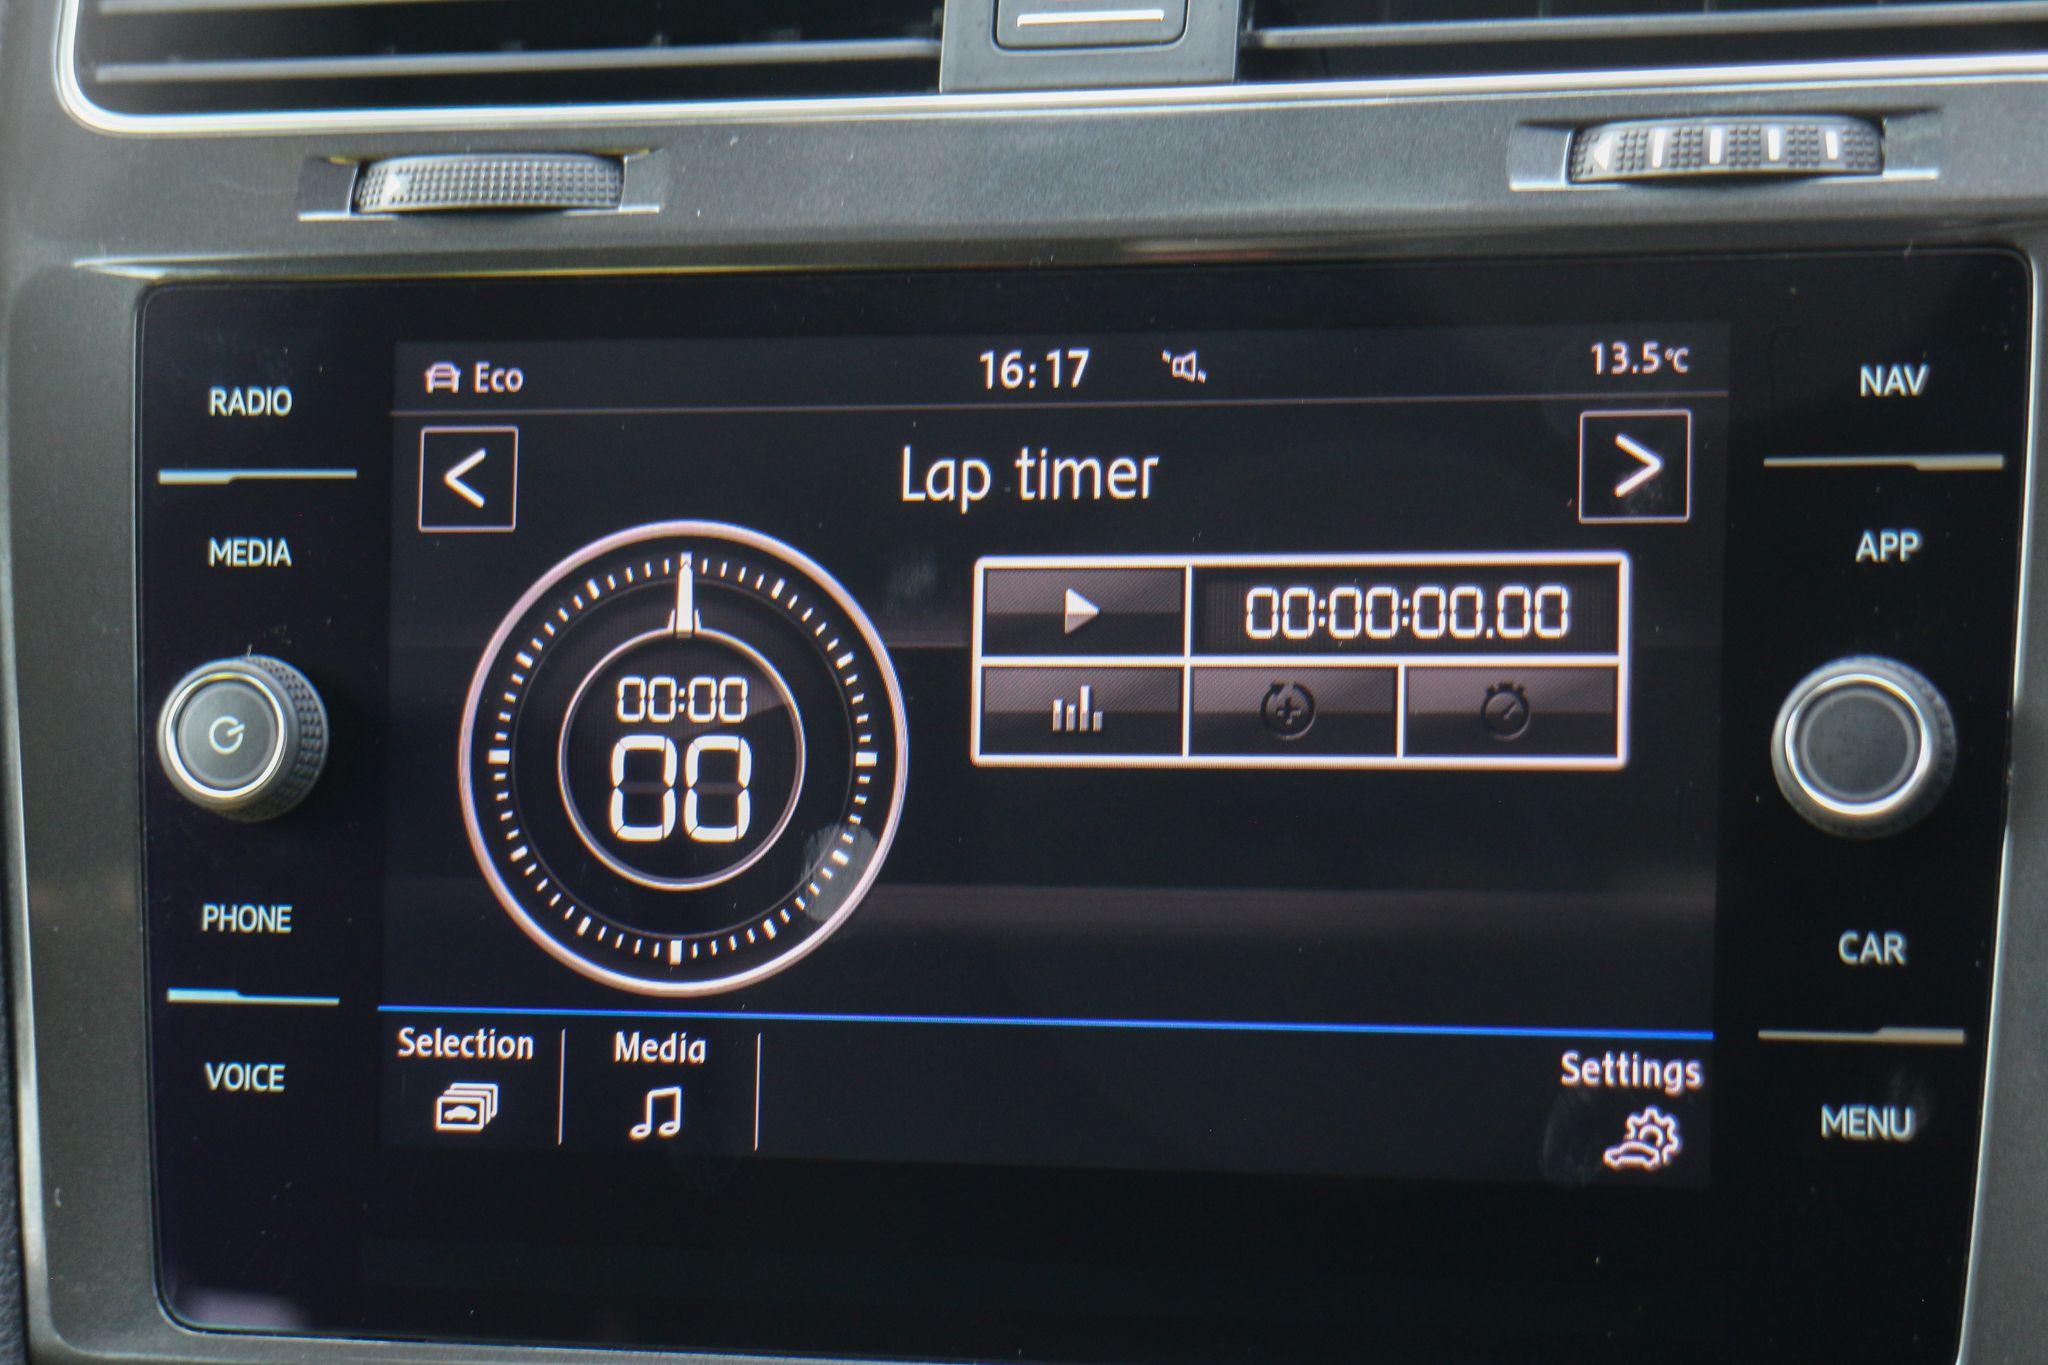 Eco 16:17 13.5°C
Lap timer
RADIO
MEDIA
PHONE
VOICE
00:00
00
00:00:00.00
Selection Media Settings
NAV
APP
CAR
MENU